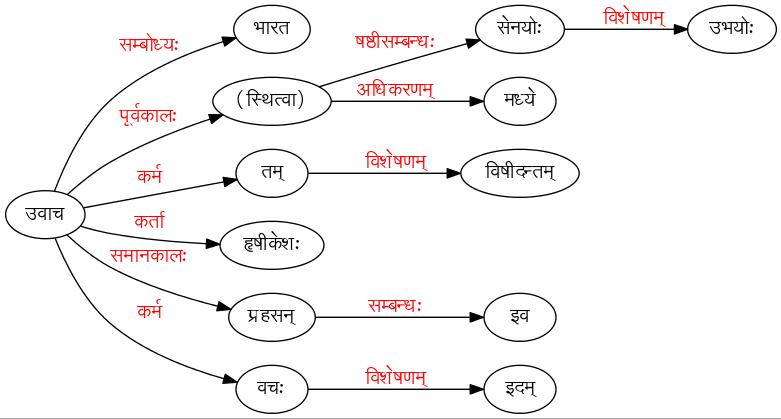 सम्बोध्यः
भारत
षष्ठीसम्बन्धः
सेनयोः
विशेषणम्
उभयोः
पूर्वकालः
(स्थित्वा)
अधिकरणम्
मध्ये
कर्म
तम्
विशेषणम्
विषीदन्तम्
उवाच
कर्ता
हृषीकेशः
समानकालः
प्रहसन्
सम्बन्धः
इव
कर्म
वचः
विशेषणम्
इदम्